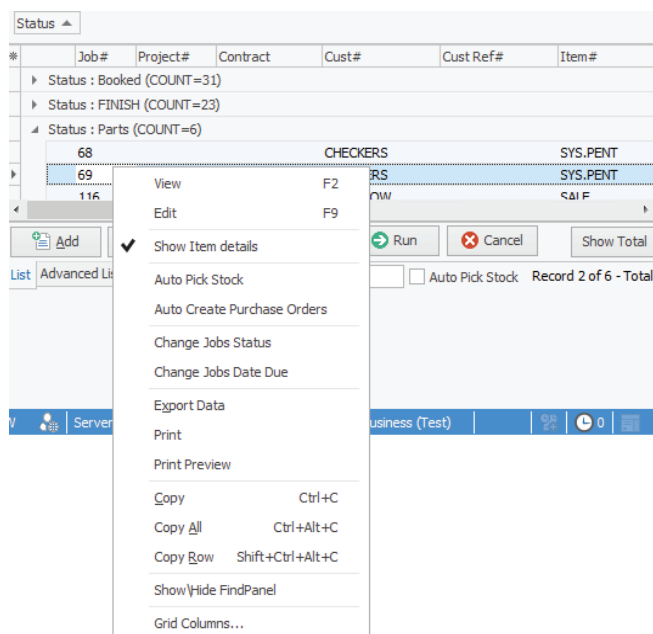 Status
Job# Project# Contract Cust# Cust Ref# Item#
Status : Booked (COUNT=31)
Status : FINISH (COUNT=23)
Status : Parts (COUNT=6)
68 CHECKERS SYS.PENT
69 RS SYS.PENT
116 OW SALE
Add Run Cancel Show Total
List Advanced Li Auto Pick Stock Record 2 of 6 - Total
Server usiness (Test) 0
View F2
Edit F9
Show Item details
Auto Pick Stock
Auto Create Purchase Orders
Change Jobs Status
Change Jobs Date Due
Export Data
Print
Print Preview
Copy Ctrl+C
Copy All Ctrl+Alt+C
Copy Row Shift+Ctrl+Alt+C
Show\Hide FindPanel
Grid Columns...